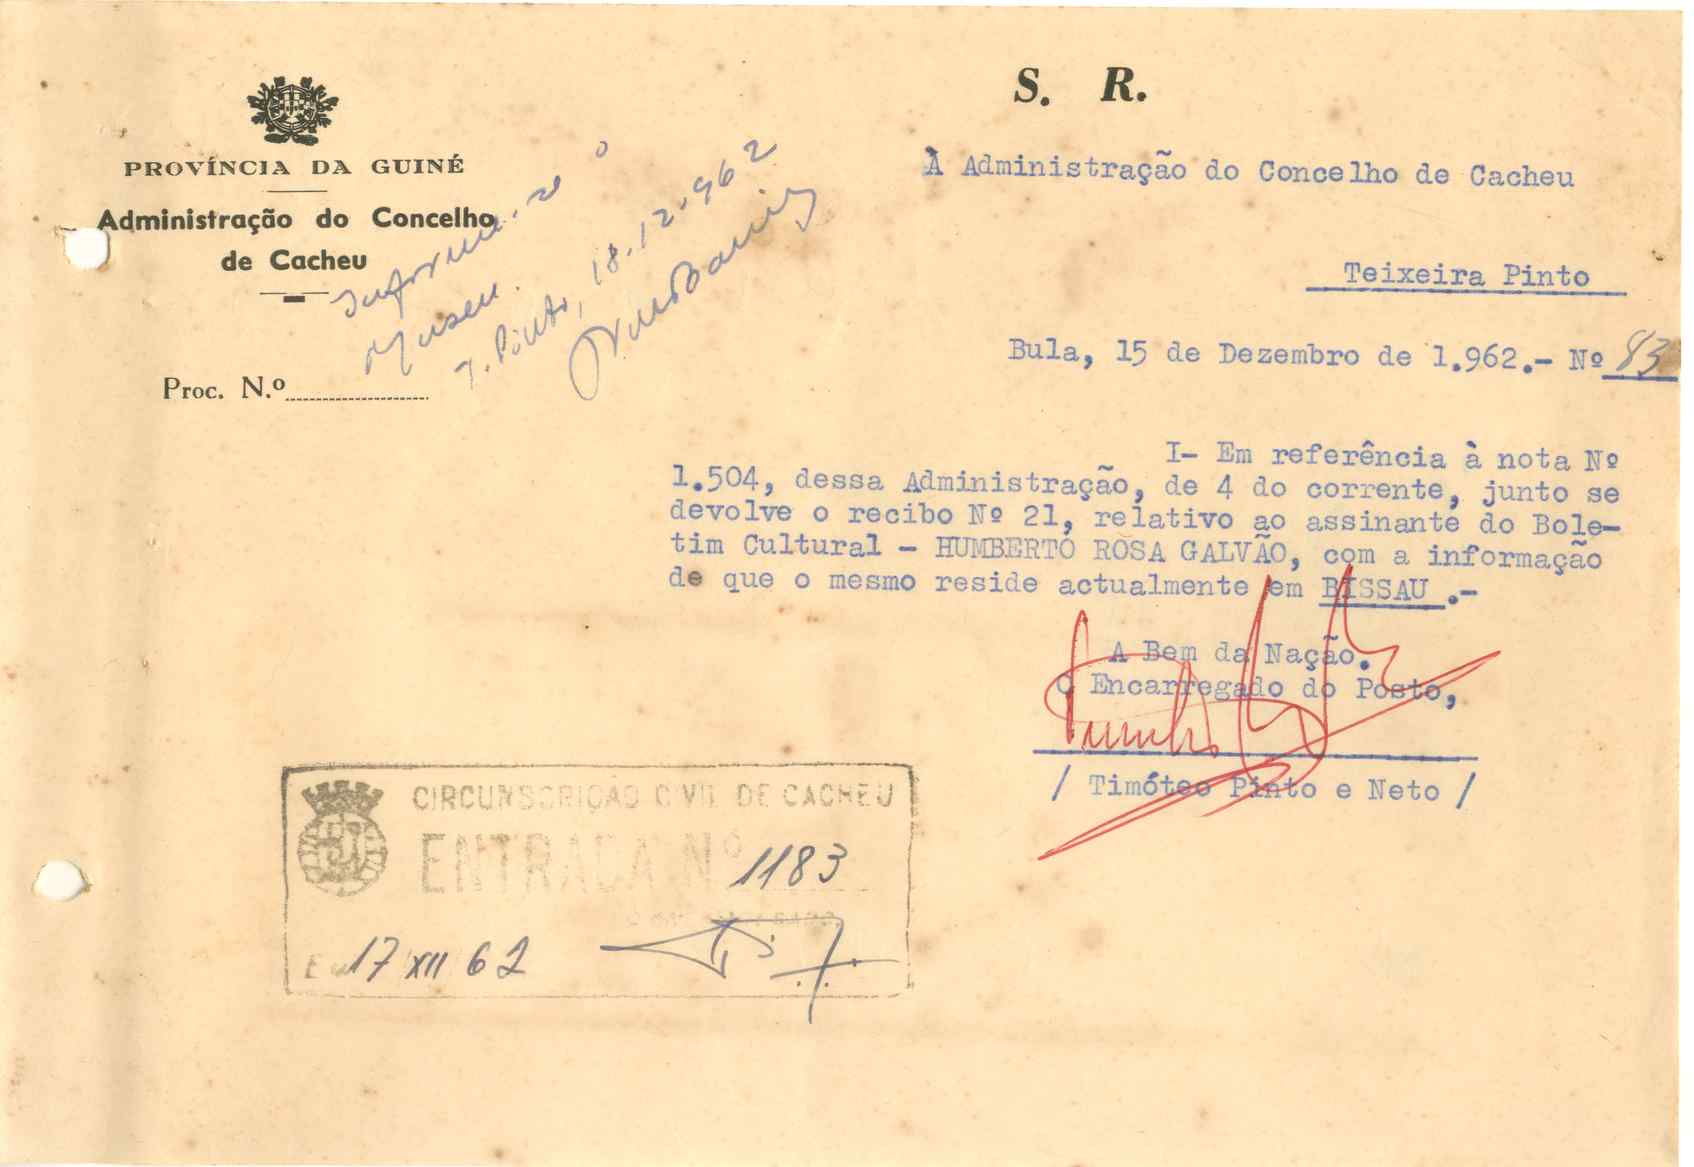 S. R.
PROVÍNCIA DA GUINÉ
Administração do Concelho
de Cacheu
Proc. N.º
Informe-se o
Museu.
T. Pinto, 18-12-962
À Administração do Concelho de Cacheu
Teixeira Pinto
Bula, 15 de Dezembro de 1.962.- Nº 83
I- Em referência à nota Nº
1.504, dessa Administração, de 4 do corrente, junto se
devolve o recibo Nº 21, relativo ao assinante do Bole-
tim Cultural - HUMBERTO ROSA GALVÃO, com a informação
de que o mesmo reside actualmente em BISSAU .-
A Bem da Nação.
O Encarregado do Posto,
/ Timóteo Pinto e Neto /
CIRCUNSCRIÇÃO CIVIL DE CACHEU
ENTRADA Nº 1183
Em 17 XII 62